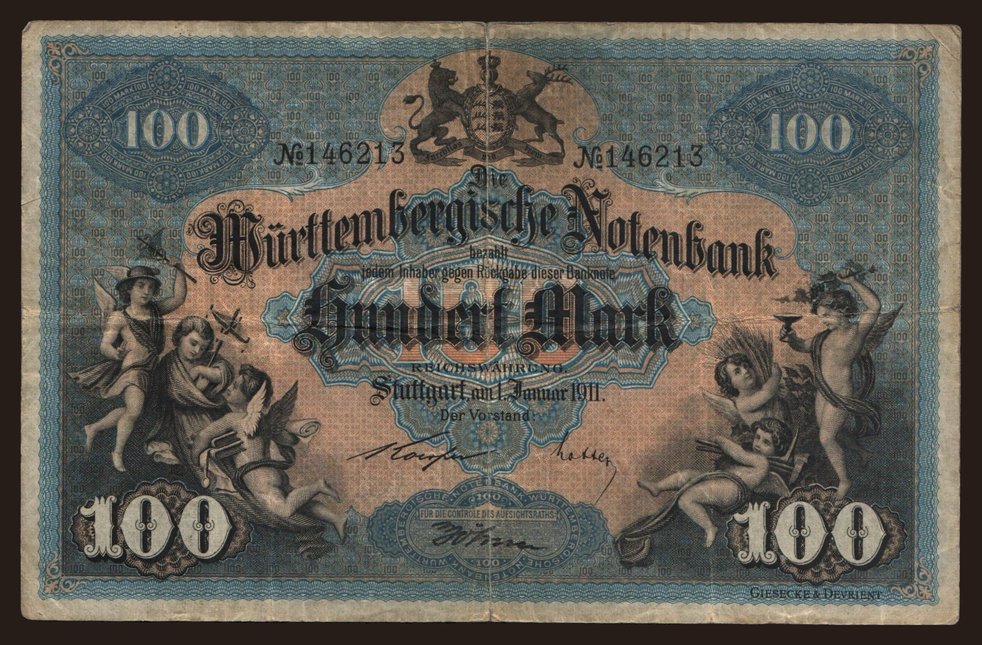 100 100
№146213 №146213
Die
Württembergische Notenbank
bezahlt
jedem Inhaber gegen Rückgabe dieser Banknote
Hundert Mark
100
REICHSWÄHRUNG.
Stuttgart, am 1. Januar 1911.
Der Vorstand:
FÜR DIE CONTROLE DES AUFSICHTSRATHS:
100 100
GIESECKE & DEVRIENT